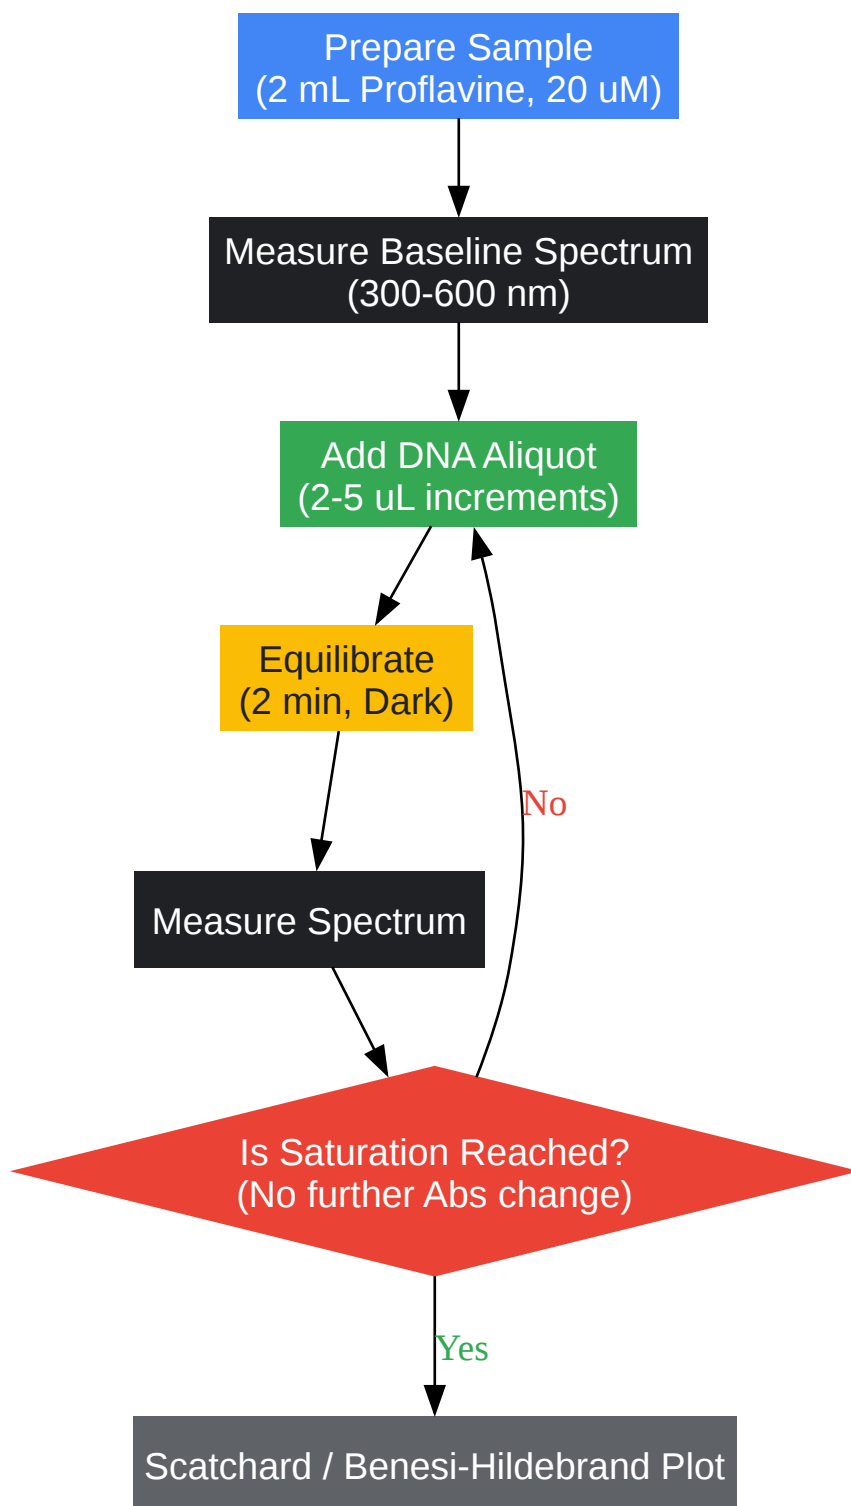 Prepare Sample
(2 mL Proflavine, 20 uM)
Measure Baseline Spectrum
(300-600 nm)
Add DNA Aliquot
(2-5 uL increments)
Equilibrate
(2 min, Dark)
No
Measure Spectrum
Is Saturation Reached?
(No further Abs change)
Yes
Scatchard / Benesi-Hildebrand Plot